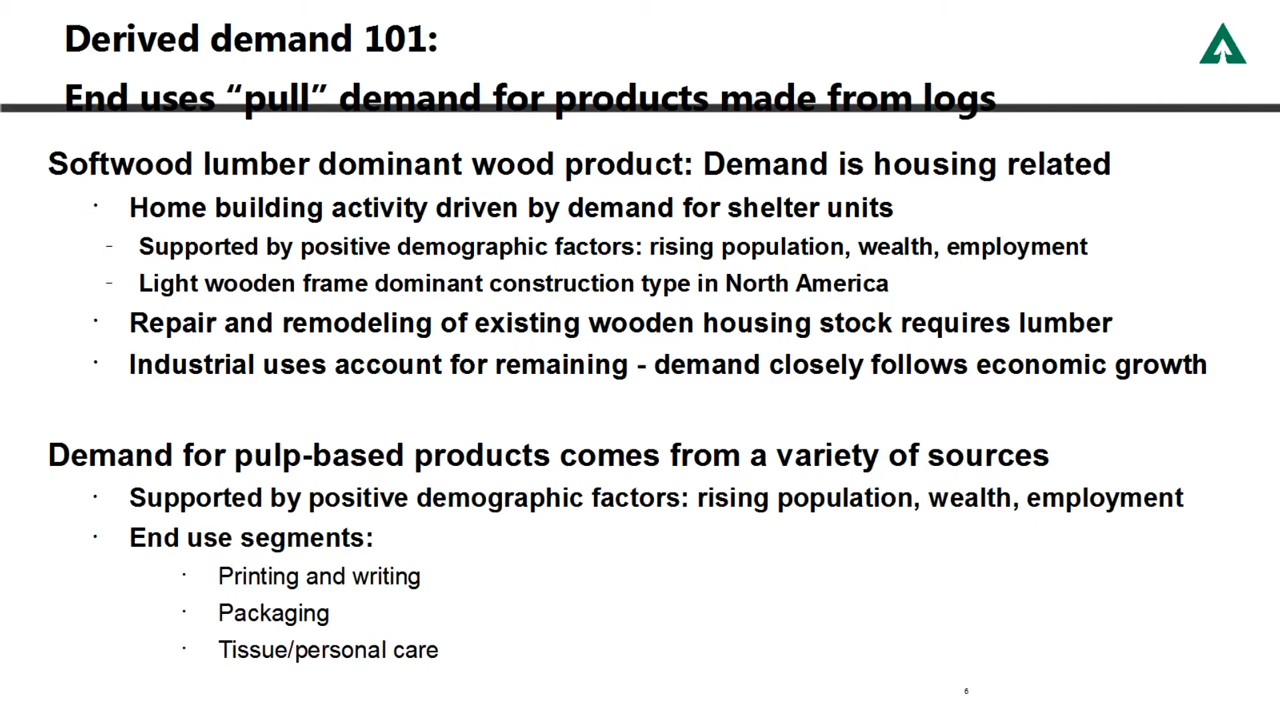 Derived demand 101:
End uses “pull” demand for products made from logs
Softwood lumber dominant wood product: Demand is housing related
· Home building activity driven by demand for shelter units
– Supported by positive demographic factors: rising population, wealth, employment
– Light wooden frame dominant construction type in North America
· Repair and remodeling of existing wooden housing stock requires lumber
· Industrial uses account for remaining - demand closely follows economic growth
Demand for pulp-based products comes from a variety of sources
· Supported by positive demographic factors: rising population, wealth, employment
· End use segments:
· Printing and writing
· Packaging
· Tissue/personal care
6